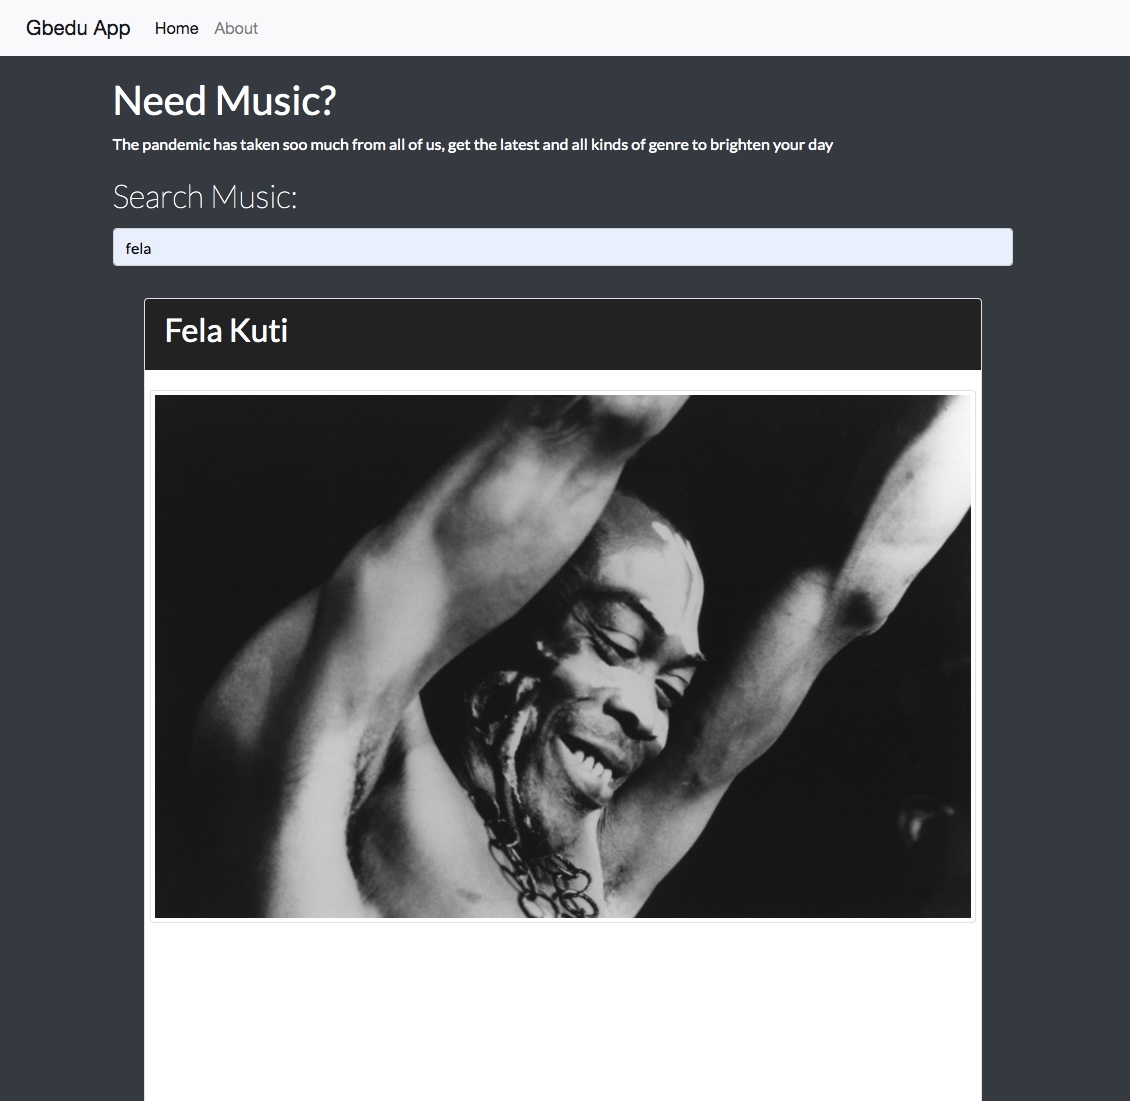 Gbedu App Home About
Need Music?
The pandemic has taken soo much from all of us, get the latest and all kinds of genre to brighten your day
Search Music:
fela
Fela Kuti